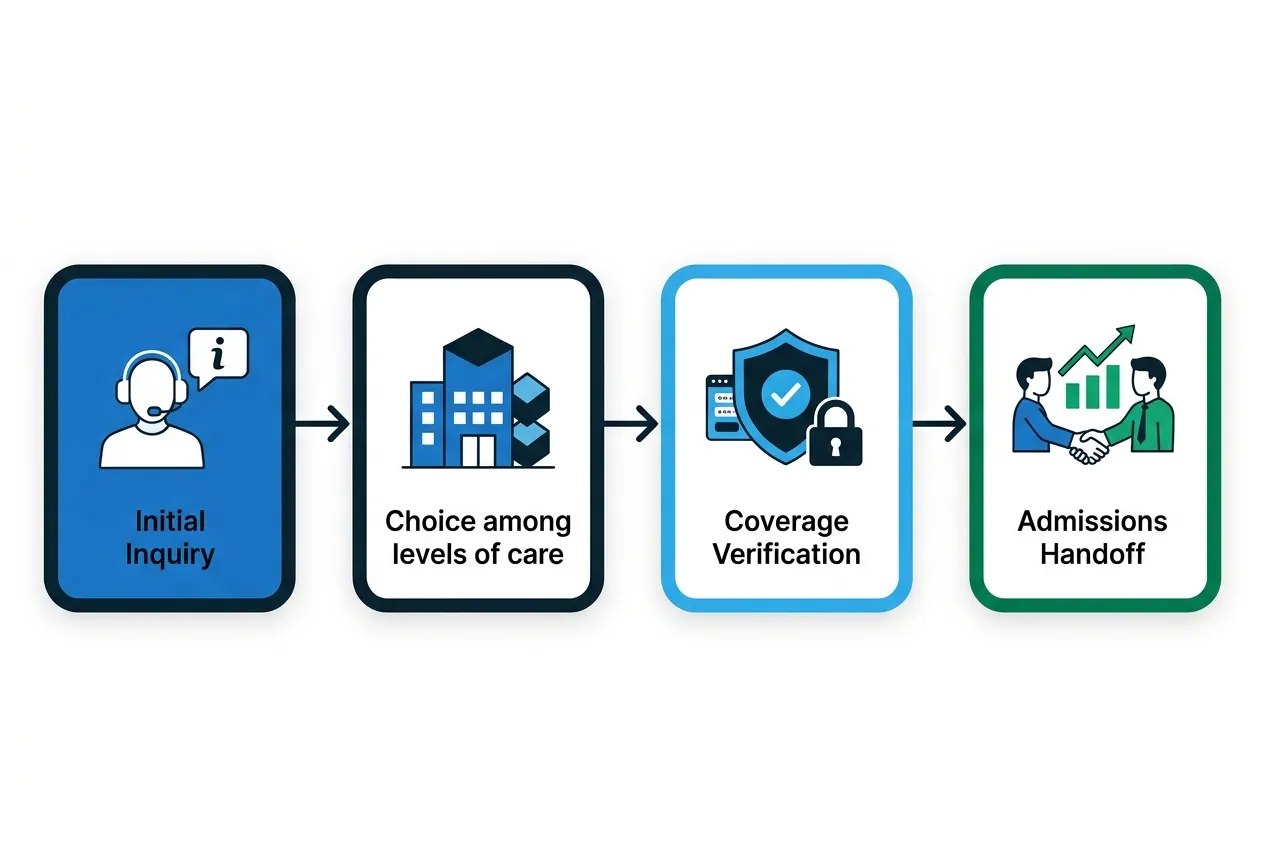 i
Initial
Inquiry
Choice among
levels of care
Coverage
Verification
Admissions
Handoff